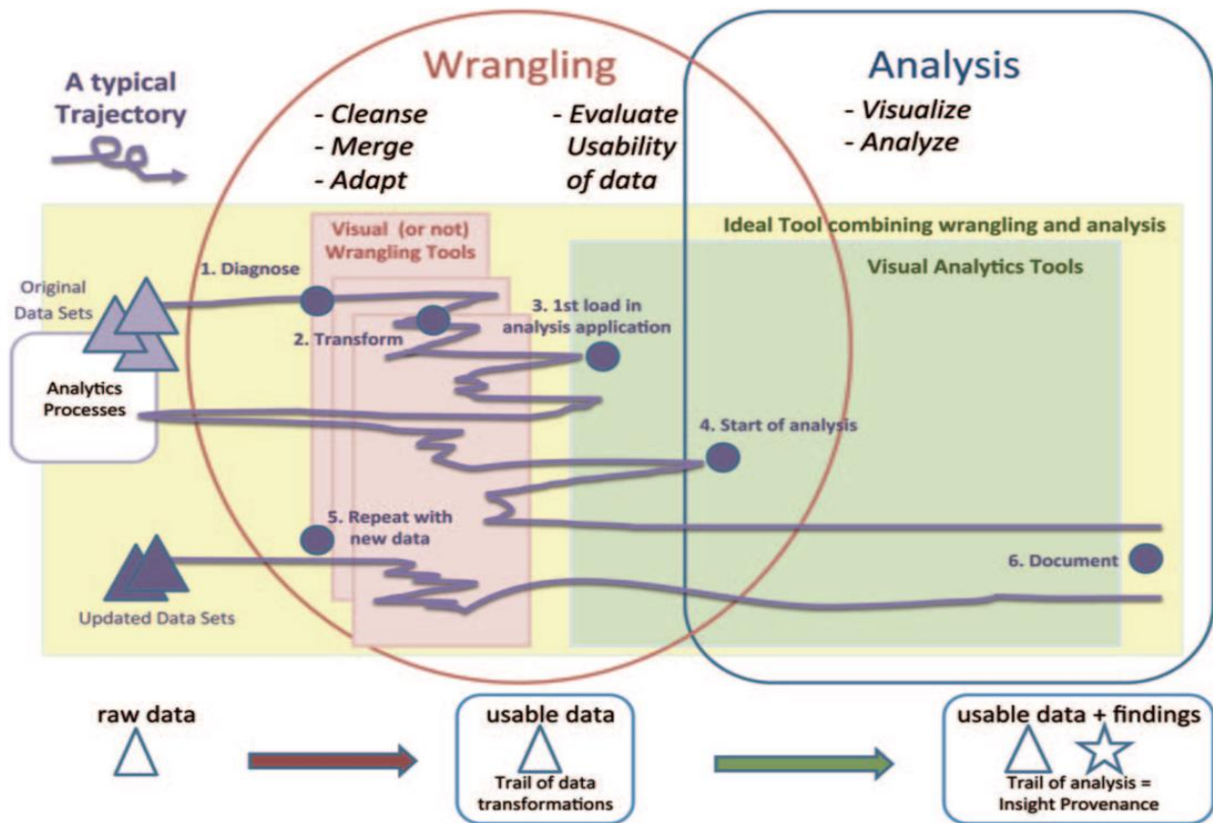 Wrangling
Analysis
A typical
Trajectory
- Cleanse
- Merge
- Adapt
- Evaluate
Usability
of data
- Visualize
- Analyze
Visual (or not)
Wrangling Tools
Ideal Tool combining wrangling and analysis
Visual Analytics Tools
Original
Data Sets
1. Diagnose
2. Transform
3. 1st load in
analysis application
Analytics
Processes
4. Start of analysis
5. Repeat with
new data
6. Document
Updated Data Sets
raw data
usable data
Trail of data
transformations
usable data + findings
Trail of analysis =
Insight Provenance